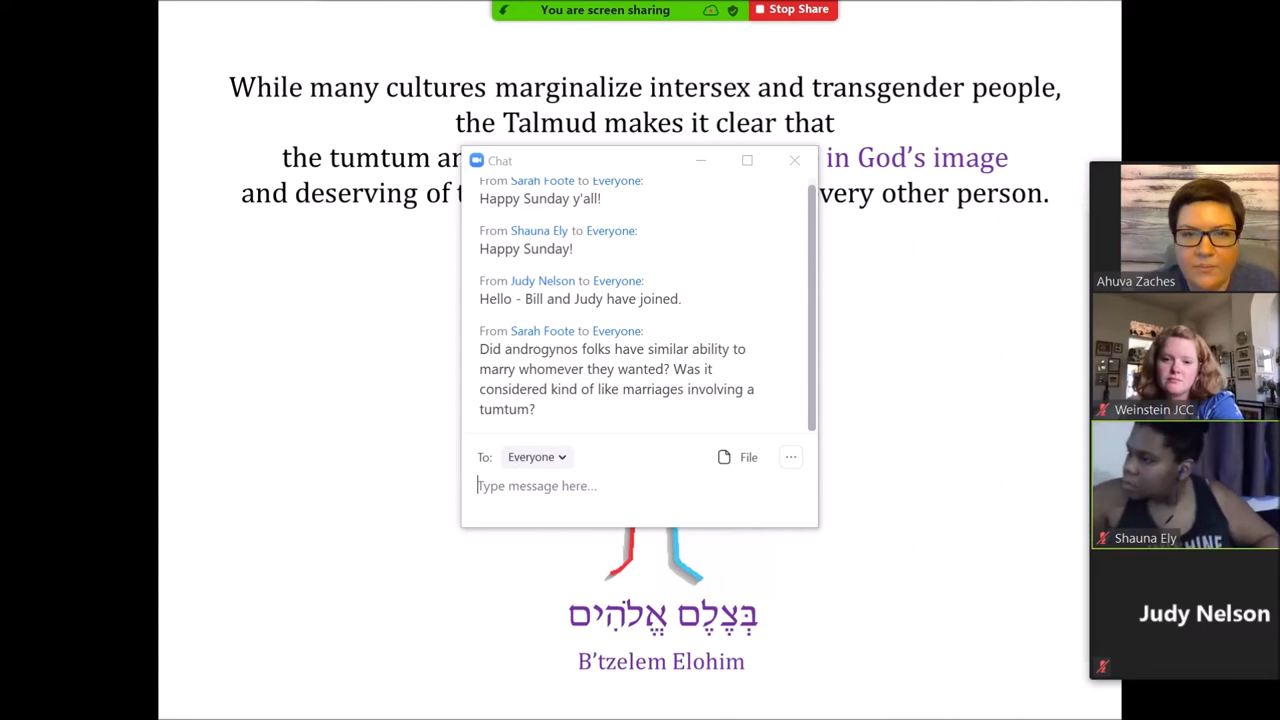 You are screen sharing
Stop Share
While many cultures marginalize intersex and transgender people,
the Talmud makes it clear that
the tumtum in God's image
and deserving of very other person.
Chat
From Sarah Foote to Everyone:
Happy Sunday y'all!
From Shauna Ely to Everyone:
Happy Sunday!
From Judy Nelson to Everyone:
Hello - Bill and Judy have joined.
From Sarah Foote to Everyone:
Did androgynos folks have similar ability to
marry whomever they wanted? Was it
considered kind of like marriages involving a
tumtum?
To: Everyone
File
Type message here...
בְּצֶלֶם אֱלֹהִים
B'tzelem Elohim
Ahuva Zaches
Weinstein JCC
Shauna Ely
Judy Nelson